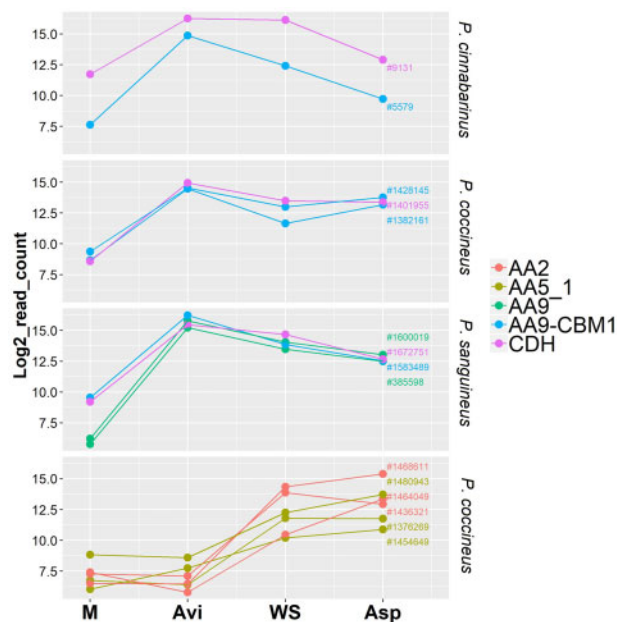 15.0
12.5
10.0
7.5
#9131
#5579
P. cinnabarinus
15.0
12.5
10.0
7.5
#1428145
#1401955
#1382161
P. coccineus
15.0
12.5
10.0
7.5
#1600019
#1672751
#1583489
#385598
P. sanguineus
15.0
12.5
10.0
7.5
#1468611
#1480943
#1464049
#1436321
#1376269
#1454649
P. coccineus
M Avi WS Asp
Log2_read_count
AA2
AA5_1
AA9
AA9-CBM1
CDH